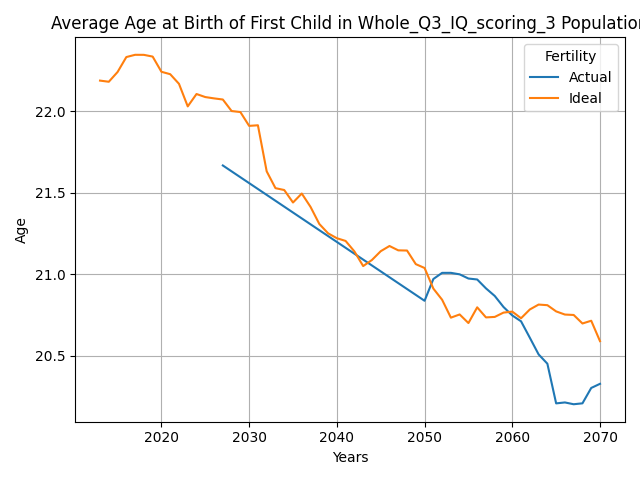 Average Age at Birth of First Child in Whole_Q3_IQ_scoring_3 Population
Fertility
Actual
Ideal
22.0
21.5
21.0
20.5
Age
2020 2030 2040 2050 2060 2070
Years